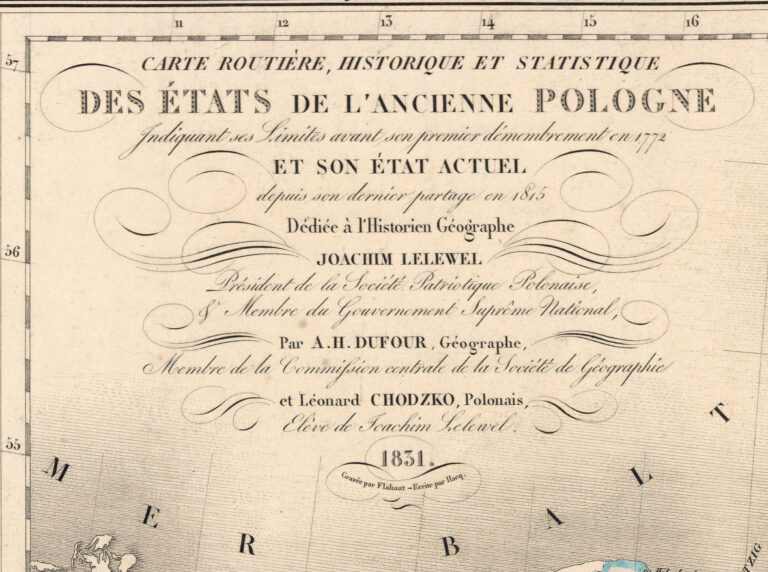 11 12 13 14 15 16
57
CARTE ROUTIÈRE, HISTORIQUE ET STATISTIQUE
DES ÉTATS DE L'ANCIENNE POLOGNE
Indiquant ses Limites avant son premier démembrement en 1772
ET SON ÉTAT ACTUEL
depuis son dernier partage en 1815
Dédiée à l'Historien Géographe
56
JOACHIM LELEWEL
Président de la Société Patriotique Polonaise,
& Membre du Gouvernement Suprême National,
Par A.H. DUFOUR, Géographe,
Membre de la Commission centrale de la Société de Géographie
et Léonard CHODZKO, Polonais,
Elève de Joachim Lelewel.
55
1831.
Gravée par Flahaut – Ecrite par Hacq.
MER BALT
TZIG